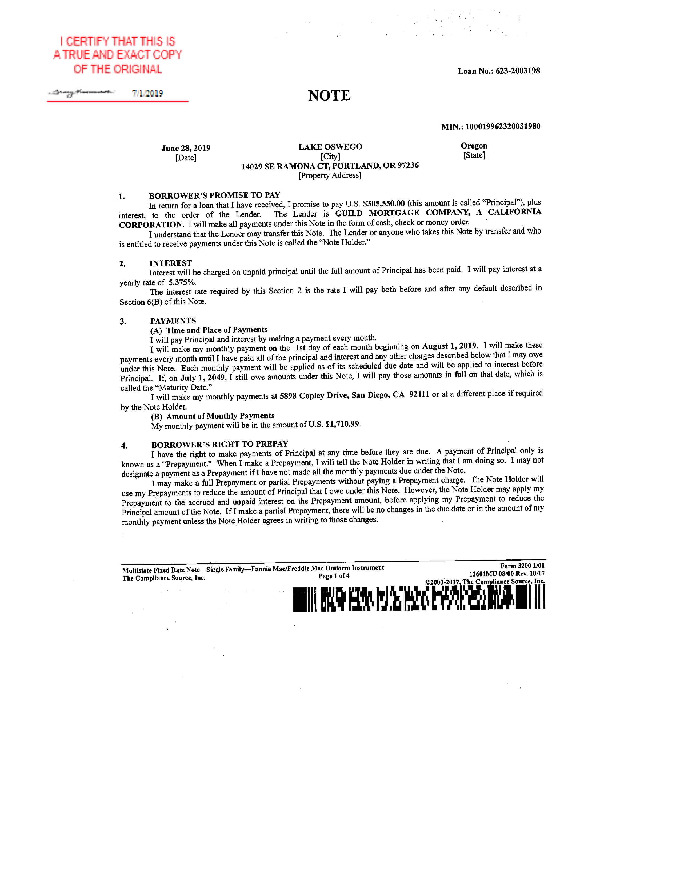 I CERTIFY THAT THIS IS
A TRUE AND EXACT COPY
OF THE ORIGINAL
7/1/2019
Loan No.: 623-2003198
NOTE
MIN.: 100019962320031980
June 28, 2019 LAKE OSWEGO Oregon
[Date] [City] [State]
14029 SE RAMONA CT, PORTLAND, OR 97236
[Property Address]
1. BORROWER'S PROMISE TO PAY
In return for a loan that I have received, I promise to pay U.S. $305,550.00 (this amount is called "Principal"), plus
interest, to the order of the Lender. The Lender is GUILD MORTGAGE COMPANY, A CALIFORNIA
CORPORATION. I will make all payments under this Note in the form of cash, check or money order.
I understand that the Lender may transfer this Note. The Lender or anyone who takes this Note by transfer and who
is entitled to receive payments under this Note is called the "Note Holder."
2. INTEREST
Interest will be charged on unpaid principal until the full amount of Principal has been paid. I will pay interest at a
yearly rate of 5.375%.
The interest rate required by this Section 2 is the rate I will pay both before and after any default described in
Section 6(B) of this Note.
3. PAYMENTS
(A) Time and Place of Payments
I will pay Principal and interest by making a payment every month.
I will make my monthly payment on the 1st day of each month beginning on August 1, 2019. I will make these
payments every month until I have paid all of the principal and interest and any other charges described below that I may owe
under this Note. Each monthly payment will be applied as of its scheduled due date and will be applied to interest before
Principal. If, on July 1, 2049, I still owe amounts under this Note, I will pay those amounts in full on that date, which is
called the "Maturity Date."
I will make my monthly payments at 5898 Copley Drive, San Diego, CA 92111 or at a different place if required
by the Note Holder.
(B) Amount of Monthly Payments
My monthly payment will be in the amount of U.S. $1,710.99.
4. BORROWER'S RIGHT TO PREPAY
I have the right to make payments of Principal at any time before they are due. A payment of Principal only is
known as a "Prepayment." When I make a Prepayment, I will tell the Note Holder in writing that I am doing so. I may not
designate a payment as a Prepayment if I have not made all the monthly payments due under the Note.
I may make a full Prepayment or partial Prepayments without paying a Prepayment charge. The Note Holder will
use my Prepayments to reduce the amount of Principal that I owe under this Note. However, the Note Holder may apply my
Prepayment to the accrued and unpaid interest on the Prepayment amount, before applying my Prepayment to reduce the
Principal amount of the Note. If I make a partial Prepayment, there will be no changes in the due date or in the amount of my
monthly payment unless the Note Holder agrees in writing to those changes.
Multistate Fixed Rate Note—Single Family—Fannie Mae/Freddie Mac Uniform Instrument Form 3200 1/01
The Compliance Source, Inc. Page 1 of 4 Rev. 10/17
2017, The Compliance Source, Inc.